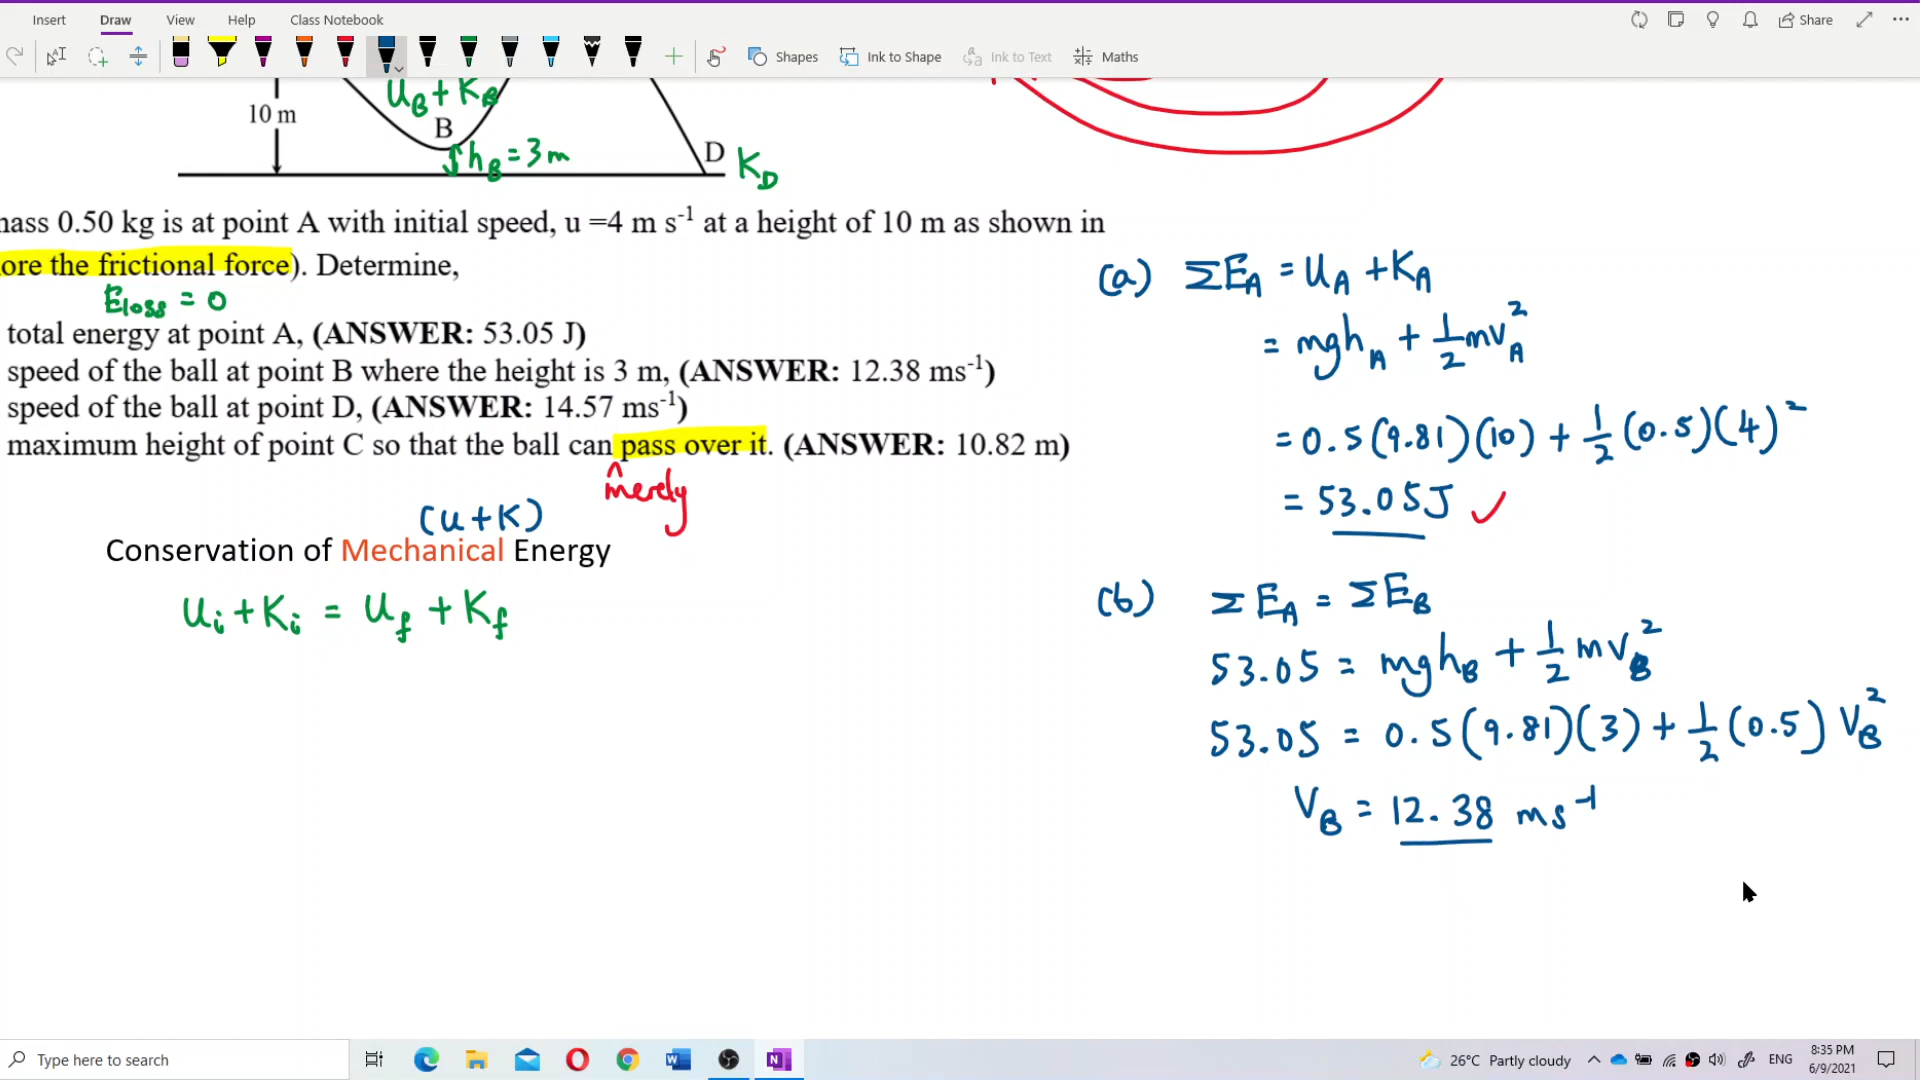 Insert Draw View Help Class Notebook Share
Shapes Ink to Shape Ink to Text Maths
U_B + K_B
10 m
B
h_B = 3m
D K_D
mass 0.50 kg is at point A with initial speed, u =4 m s⁻¹ at a height of 10 m as shown in
ore the frictional force). Determine,
E_loss = 0
total energy at point A, (ANSWER: 53.05 J)
speed of the ball at point B where the height is 3 m, (ANSWER: 12.38 ms⁻¹)
speed of the ball at point D, (ANSWER: 14.57 ms⁻¹)
maximum height of point C so that the ball can pass over it. (ANSWER: 10.82 m)
^ merely
(U + K)
Conservation of Mechanical Energy
U_i + K_i = U_f + K_f
(a) ΣE_A = U_A + K_A
= mgh_A + 1/2 mv_A²
= 0.5(9.81)(10) + 1/2 (0.5)(4)²
= 53.05J ✓
(b) ΣE_A = ΣE_B
53.05 = mgh_B + 1/2 mv_B²
53.05 = 0.5(9.81)(3) + 1/2 (0.5) V_B²
V_B = 12.38 ms⁻¹
Type here to search
26°C Partly cloudy
ENG
8:35 PM
6/9/2021